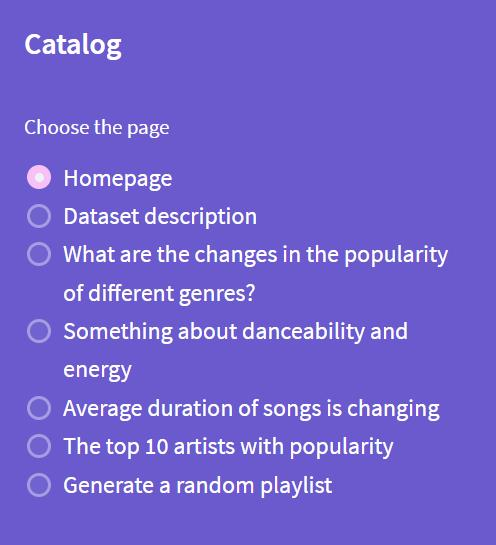 Catalog
Choose the page
Homepage
Dataset description
What are the changes in the popularity
of different genres?
Something about danceability and
energy
Average duration of songs is changing
The top 10 artists with popularity
Generate a random playlist